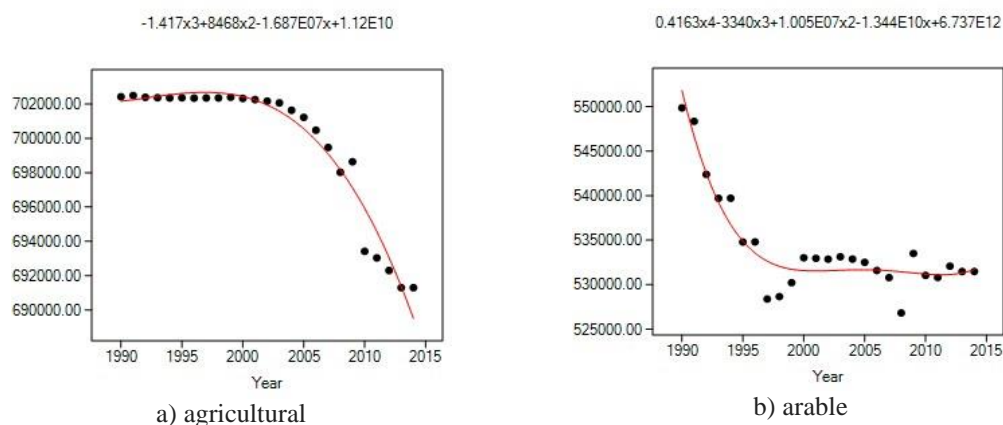 -1.417x3+8468x2-1.687E07x+1.12E10
702000.00
700000.00
698000.00
696000.00
694000.00
692000.00
690000.00
1990 1995 2000 2005 2010 2015
Year
a) agricultural
0.4163x4-3340x3+1.005E07x2-1.344E10x+6.737E12
550000.00
545000.00
540000.00
535000.00
530000.00
525000.00
1990 1995 2000 2005 2010 2015
Year
b) arable